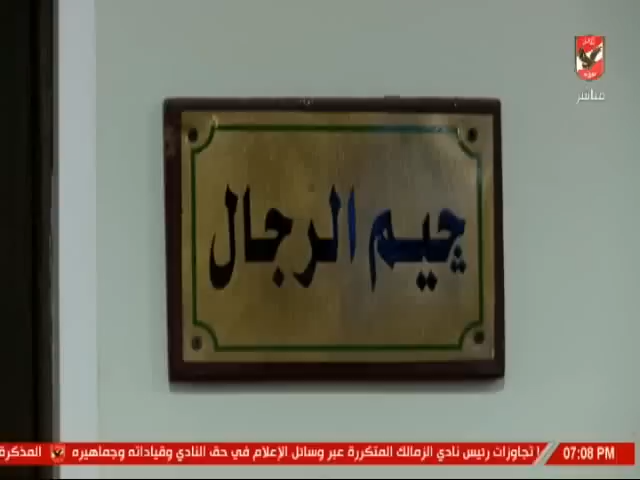 مباشر
جيم الرجال
07:08 PM
ا تجاوزات رئيس نادي الزمالك المتكررة عبر وسائل الإعلام في حق النادي وقياداته وجماهيره
المذكرة